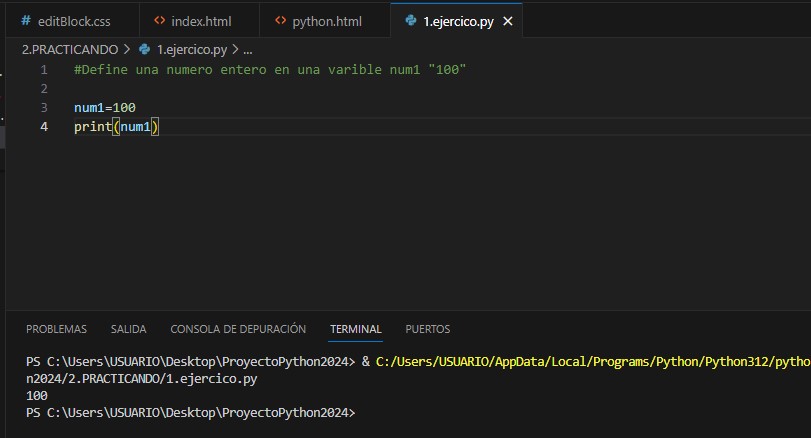 # editBlock.css <> index.html <> python.html 1.ejercico.py ×
2.PRACTICANDO > 1.ejercico.py > ...
1 #Define una numero entero en una varible num1 "100"
2
3 num1=100
4 print(num1)
PROBLEMAS SALIDA CONSOLA DE DEPURACIÓN TERMINAL PUERTOS
PS C:\Users\USUARIO\Desktop\ProyectoPython2024> & C:/Users/USUARIO/AppData/Local/Programs/Python/Python312/pytho
n2024/2.PRACTICANDO/1.ejercico.py
100
PS C:\Users\USUARIO\Desktop\ProyectoPython2024>